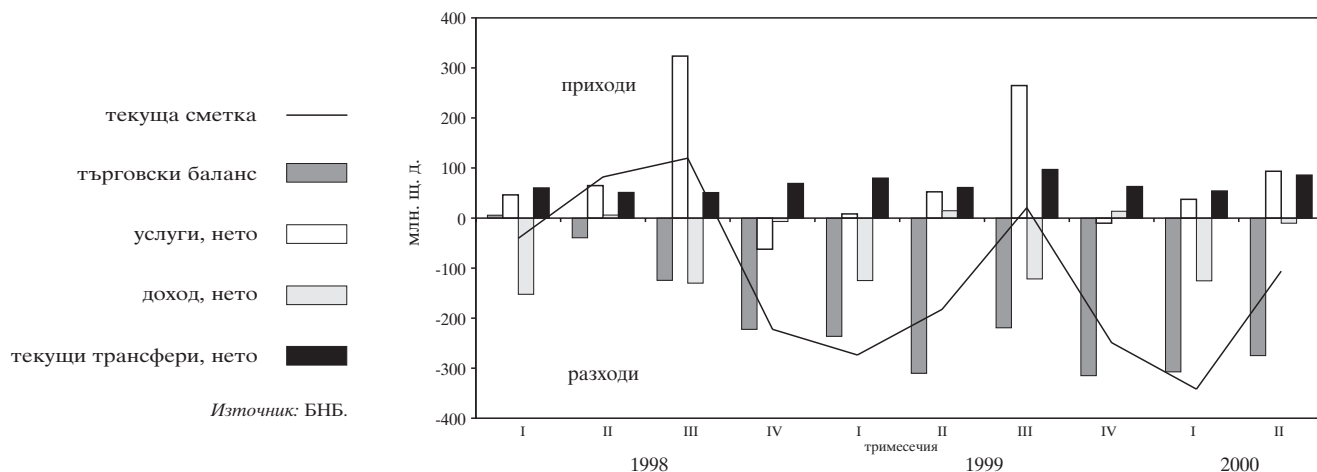 текуща сметка
търговски баланс
услуги, нето
доход, нето
текущи трансфери, нето
Източник: БНБ.
млн. щ. д.
400
300
200
100
0
-100
-200
-300
-400
приходи
разходи
I II III IV I II III IV I II
тримесечия
1998 1999 2000